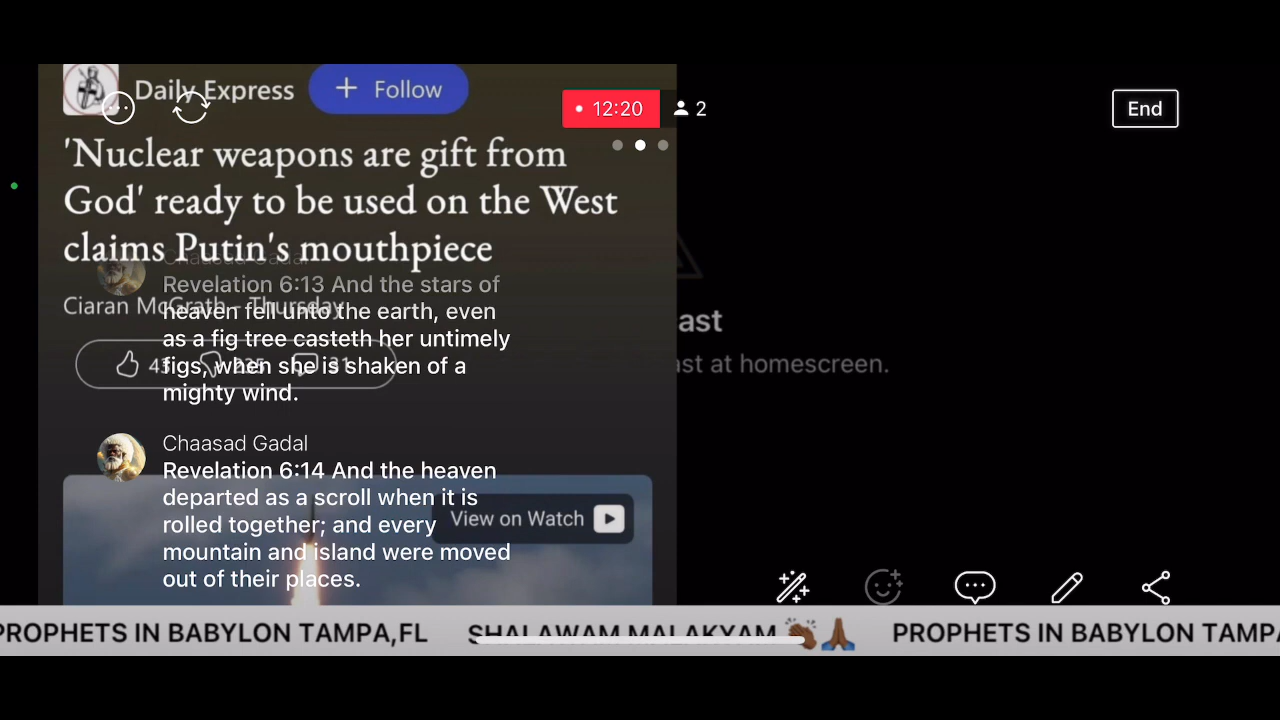 Daily Express
+ Follow
12:20
2
End
'Nuclear weapons are gift from
God' ready to be used on the West
claims Putin's mouthpiece
Chaasad Gadal
Revelation 6:13 And the stars of
heaven fell unto the earth, even
as a fig tree casteth her untimely
figs, when she is shaken of a
mighty wind.
Ciaran McGrath - Thursday
31
ast
ast at homescreen.
Chaasad Gadal
Revelation 6:14 And the heaven
departed as a scroll when it is
rolled together; and every
mountain and island were moved
out of their places.
View on Watch
PROPHETS IN BABYLON TAMPA,FL SHALAWAM MALAKYAM 👏🏾🙏🏾 PROPHETS IN BABYLON TAMPA